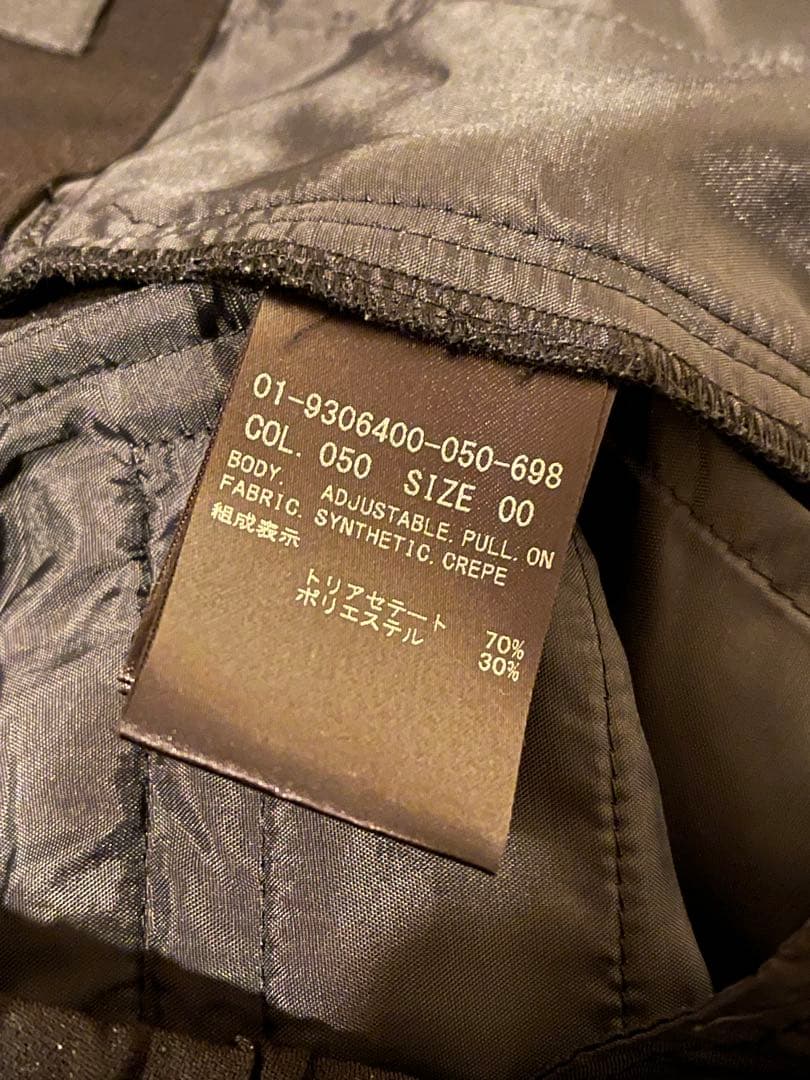 01-9306400-050-698
COL. 050 SIZE 00
BODY. ADJUSTABLE. PULL. ON
FABRIC. SYNTHETIC. CREPE
組成表示
トリアセテート 70%
ポリエステル 30%